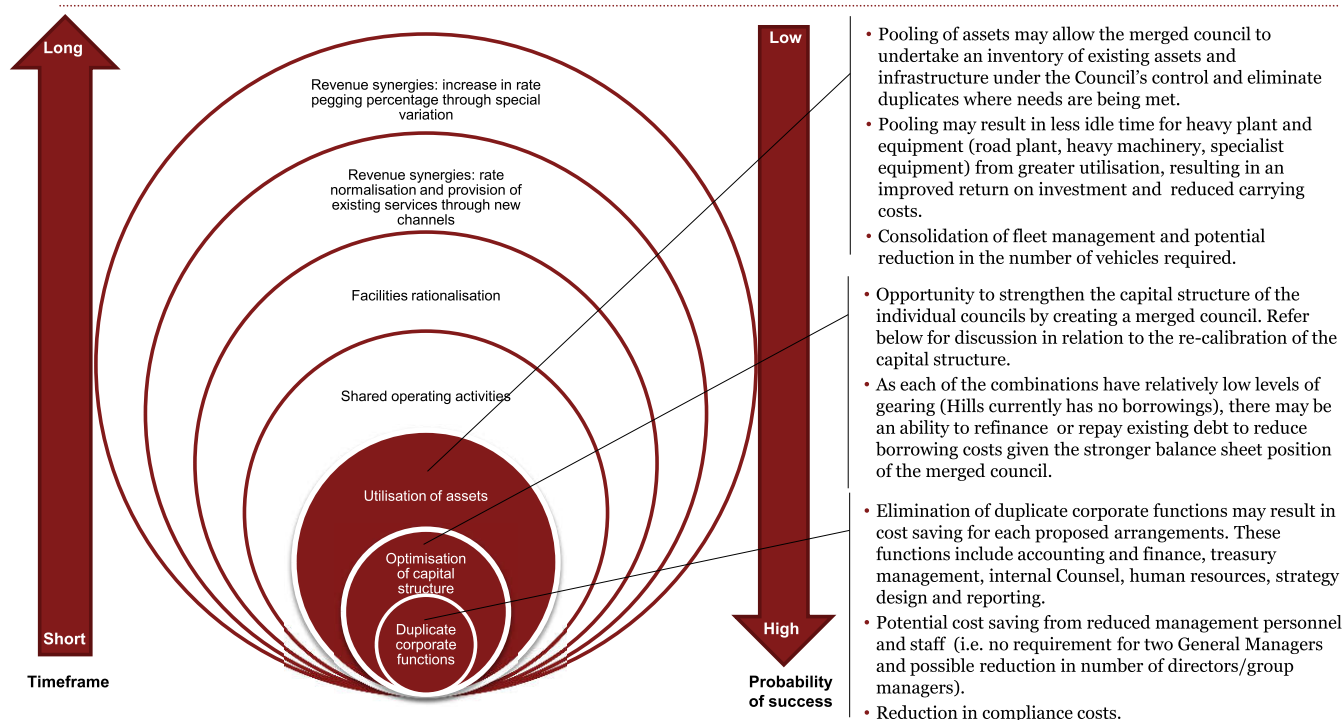 Long
Short
Timeframe
Revenue synergies: increase in rate
pegging percentage through special
variation
Revenue synergies: rate
normalisation and provision of
existing services through new
channels
Facilities rationalisation
Shared operating activities
Utilisation of assets
Optimisation
of capital
structure
Duplicate
corporate
functions
Low
High
Probability
of success
• Pooling of assets may allow the merged council to
undertake an inventory of existing assets and
infrastructure under the Council’s control and eliminate
duplicates where needs are being met.
• Pooling may result in less idle time for heavy plant and
equipment (road plant, heavy machinery, specialist
equipment) from greater utilisation, resulting in an
improved return on investment and reduced carrying
costs.
• Consolidation of fleet management and potential
reduction in the number of vehicles required.
• Opportunity to strengthen the capital structure of the
individual councils by creating a merged council. Refer
below for discussion in relation to the re-calibration of the
capital structure.
• As each of the combinations have relatively low levels of
gearing (Hills currently has no borrowings), there may be
an ability to refinance or repay existing debt to reduce
borrowing costs given the stronger balance sheet position
of the merged council.
• Elimination of duplicate corporate functions may result in
cost saving for each proposed arrangements. These
functions include accounting and finance, treasury
management, internal Counsel, human resources, strategy
design and reporting.
• Potential cost saving from reduced management personnel
and staff (i.e. no requirement for two General Managers
and possible reduction in number of directors/group
managers).
• Reduction in compliance costs.